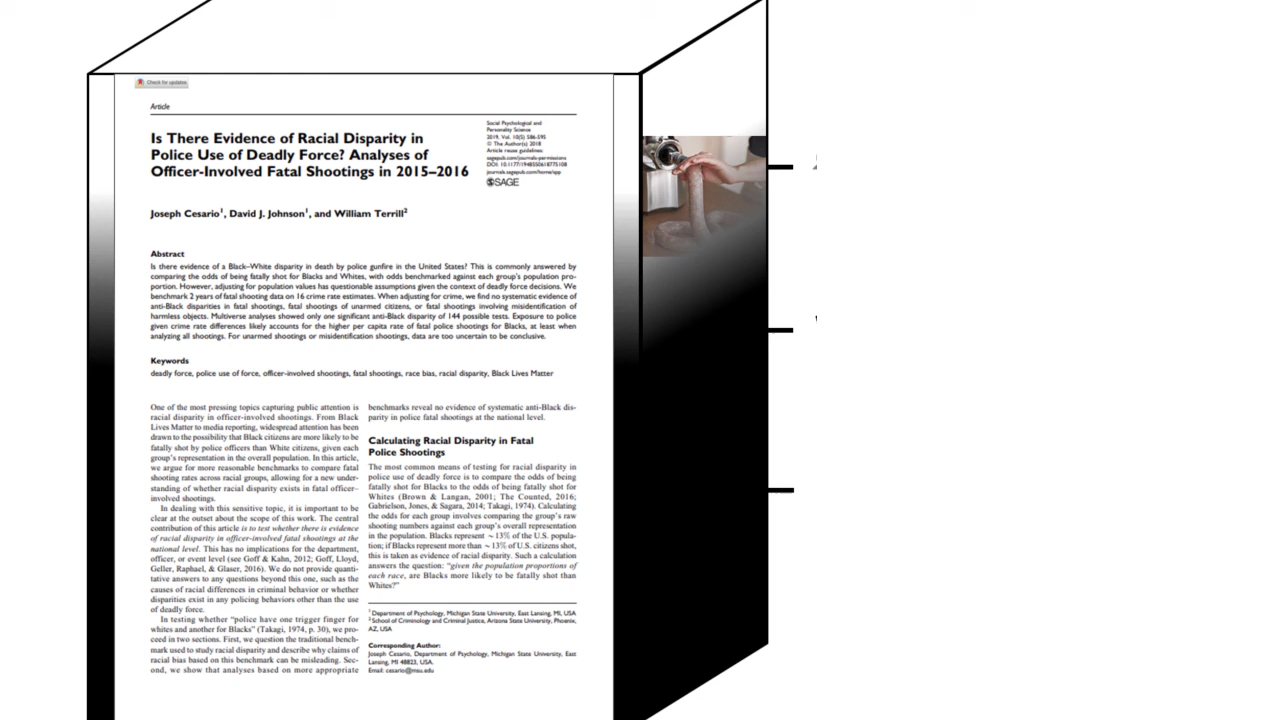 Check for updates
Article
Is There Evidence of Racial Disparity in
Police Use of Deadly Force? Analyses of
Officer-Involved Fatal Shootings in 2015–2016
Social Psychological and
Personality Science
2019, Vol. 10(5) 586-595
© The Author(s) 2018
Article reuse guidelines:
sagepub.com/journals-permissions
DOI: 10.1177/1948550618775108
journals.sagepub.com/home/spp
SAGE
Joseph Cesario1, David J. Johnson1, and William Terrill2
Abstract
Is there evidence of a Black–White disparity in death by police gunfire in the United States? This is commonly answered by
comparing the odds of being fatally shot for Blacks and Whites, with odds benchmarked against each group's population pro-
portion. However, adjusting for population values has questionable assumptions given the context of deadly force decisions. We
benchmark 2 years of fatal shooting data on 16 crime rate estimates. When adjusting for crime, we find no systematic evidence of
anti-Black disparities in fatal shootings, fatal shootings of unarmed citizens, or fatal shootings involving misidentification of
harmless objects. Multiverse analyses showed only one significant anti-Black disparity of 144 possible tests. Exposure to police
given crime rate differences likely accounts for the higher per capita rate of fatal police shootings for Blacks, at least when
analyzing all shootings. For unarmed shootings or misidentification shootings, data are too uncertain to be conclusive.
Keywords
deadly force, police use of force, officer-involved shootings, fatal shootings, race bias, racial disparity, Black Lives Matter
One of the most pressing topics capturing public attention is
racial disparity in officer-involved shootings. From Black
Lives Matter to media reporting, widespread attention has been
drawn to the possibility that Black citizens are more likely to be
fatally shot by police officers than White citizens, given each
group's representation in the overall population. In this article,
we argue for more reasonable benchmarks to compare fatal
shooting rates across racial groups, allowing for a new under-
standing of whether racial disparity exists in fatal officer–
involved shootings.
In dealing with this sensitive topic, it is important to be
clear at the outset about the scope of this work. The central
contribution of this article is to test whether there is evidence
of racial disparity in officer-involved fatal shootings at the
national level. This has no implications for the department,
officer, or event level (see Goff & Kahn, 2012; Goff, Lloyd,
Geller, Raphael, & Glaser, 2016). We do not provide quanti-
tative answers to any questions beyond this one, such as the
causes of racial differences in criminal behavior or whether
disparities exist in any policing behaviors other than the use
of deadly force.
In testing whether "police have one trigger finger for
whites and another for Blacks" (Takagi, 1974, p. 30), we pro-
ceed in two sections. First, we question the traditional bench-
mark used to study racial disparity and describe why claims of
racial bias based on this benchmark can be misleading. Sec-
ond, we show that analyses based on more appropriate
benchmarks reveal no evidence of systematic anti-Black dis-
parity in police fatal shootings at the national level.
Calculating Racial Disparity in Fatal
Police Shootings
The most common means of testing for racial disparity in
police use of deadly force is to compare the odds of being
fatally shot for Blacks to the odds of being fatally shot for
Whites (Brown & Langan, 2001; The Counted, 2016;
Gabrielson, Jones, & Sagara, 2014; Takagi, 1974). Calculating
the odds for each group involves comparing the group's raw
shooting numbers against each group's overall representation
in the population. Blacks represent ~13% of the U.S. popula-
tion; if Blacks represent more than ~13% of U.S. citizens shot,
this is taken as evidence of racial disparity. Such a calculation
answers the question: "given the population proportions of
each race, are Blacks more likely to be fatally shot than
Whites?"
1 Department of Psychology, Michigan State University, East Lansing, MI, USA
2 School of Criminology and Criminal Justice, Arizona State University, Phoenix,
AZ, USA
Corresponding Author:
Joseph Cesario, Department of Psychology, Michigan State University, East
Lansing, MI 48823, USA.
Email: cesario@msu.edu